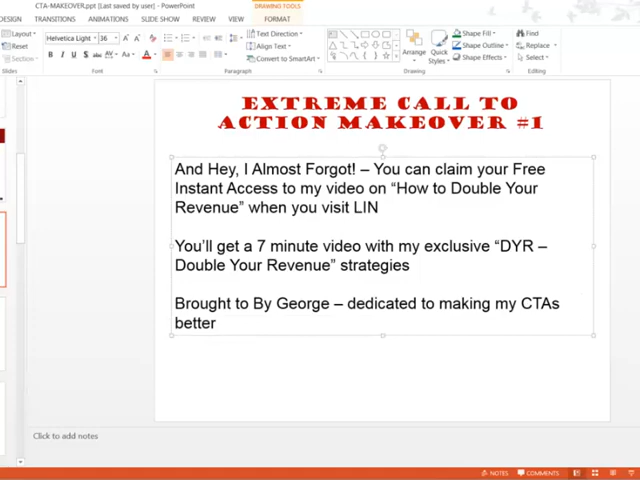 CTA-MAKEOVER.ppt [Last saved by user] - PowerPoint
DRAWING TOOLS
DESIGN TRANSITIONS ANIMATIONS SLIDE SHOW REVIEW VIEW FORMAT
Layout
Reset
Section
Slides
Helvetica Light 36
Font
Text Direction
Align Text
Convert to SmartArt
Paragraph
Arrange
Quick
Styles
Drawing
Shape Fill
Shape Outline
Shape Effects
Find
Replace
Select
Editing
EXTREME CALL TO
ACTION MAKEOVER #1
And Hey, I Almost Forgot! – You can claim your Free
Instant Access to my video on “How to Double Your
Revenue” when you visit LIN
You’ll get a 7 minute video with my exclusive “DYR –
Double Your Revenue” strategies
Brought to By George – dedicated to making my CTAs
better
Click to add notes
NOTES COMMENTS